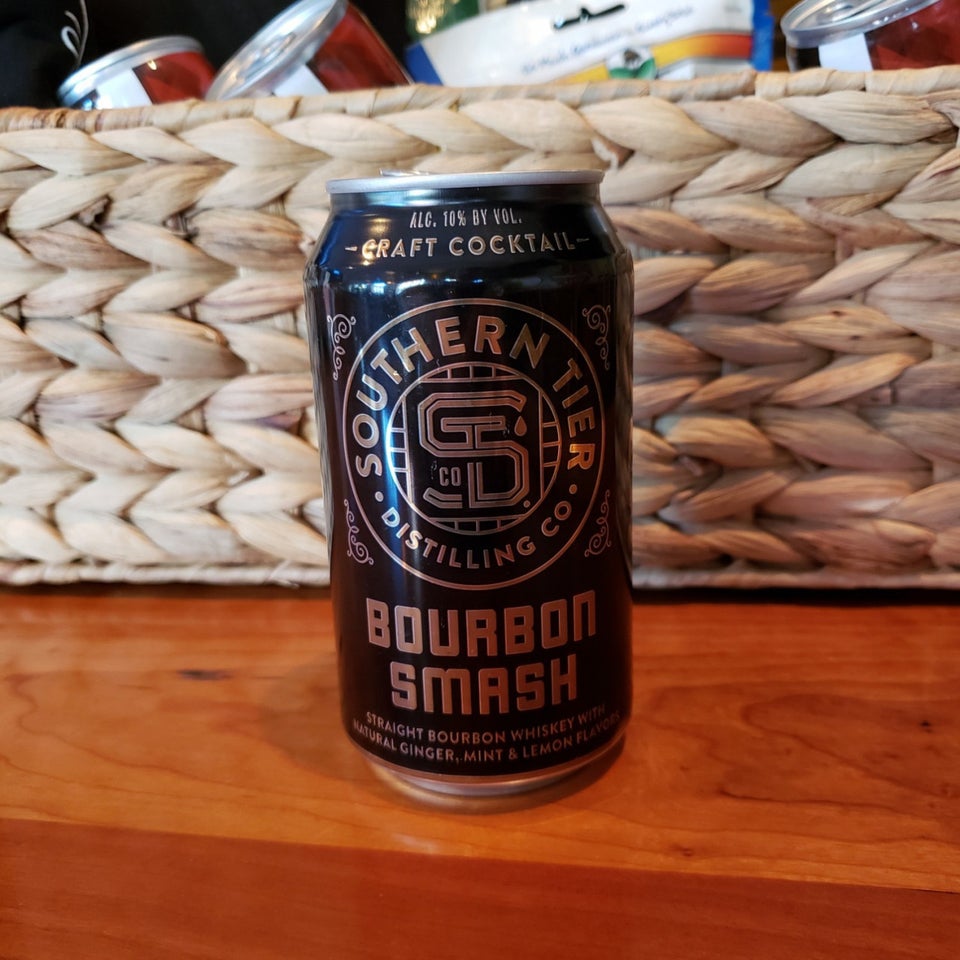 ALC. 10% BY VOL.
CRAFT COCKTAIL
SOUTHERN TIER
SD
CO
DISTILLING CO
BOURBON
SMASH
STRAIGHT BOURBON WHISKEY WITH
NATURAL GINGER, MINT & LEMON FLAVORS